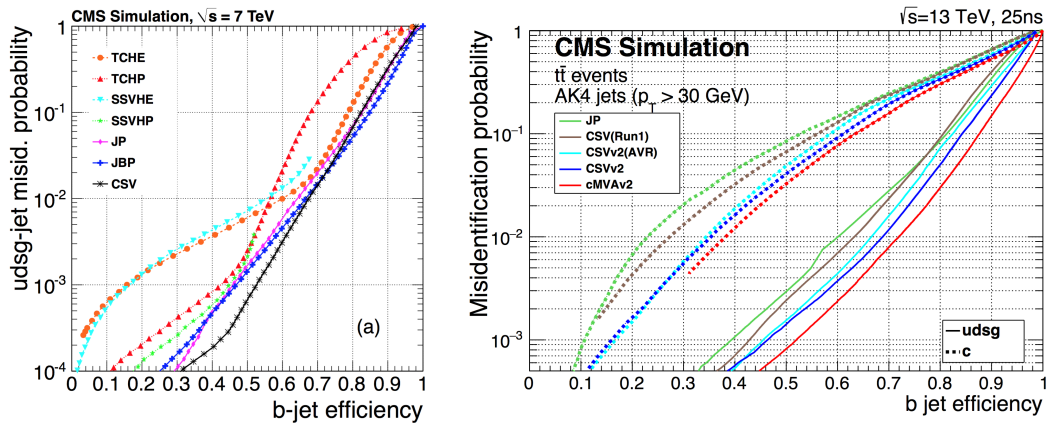 CMS Simulation, √s = 7 TeV
udsg-jet misid. probability
1
10⁻¹
10⁻²
10⁻³
10⁻⁴
TCHE
TCHP
SSVHE
SSVHP
JP
JBP
CSV
(a)
0 0.1 0.2 0.3 0.4 0.5 0.6 0.7 0.8 0.9 1
b-jet efficiency
√s=13 TeV, 25ns
Misidentification probability
1
10⁻¹
10⁻²
10⁻³
CMS Simulation
tt̄ events
AK4 jets (p_T > 30 GeV)
JP
CSV(Run1)
CSVv2(AVR)
CSVv2
cMVAv2
udsg
c
0 0.1 0.2 0.3 0.4 0.5 0.6 0.7 0.8 0.9 1
b jet efficiency